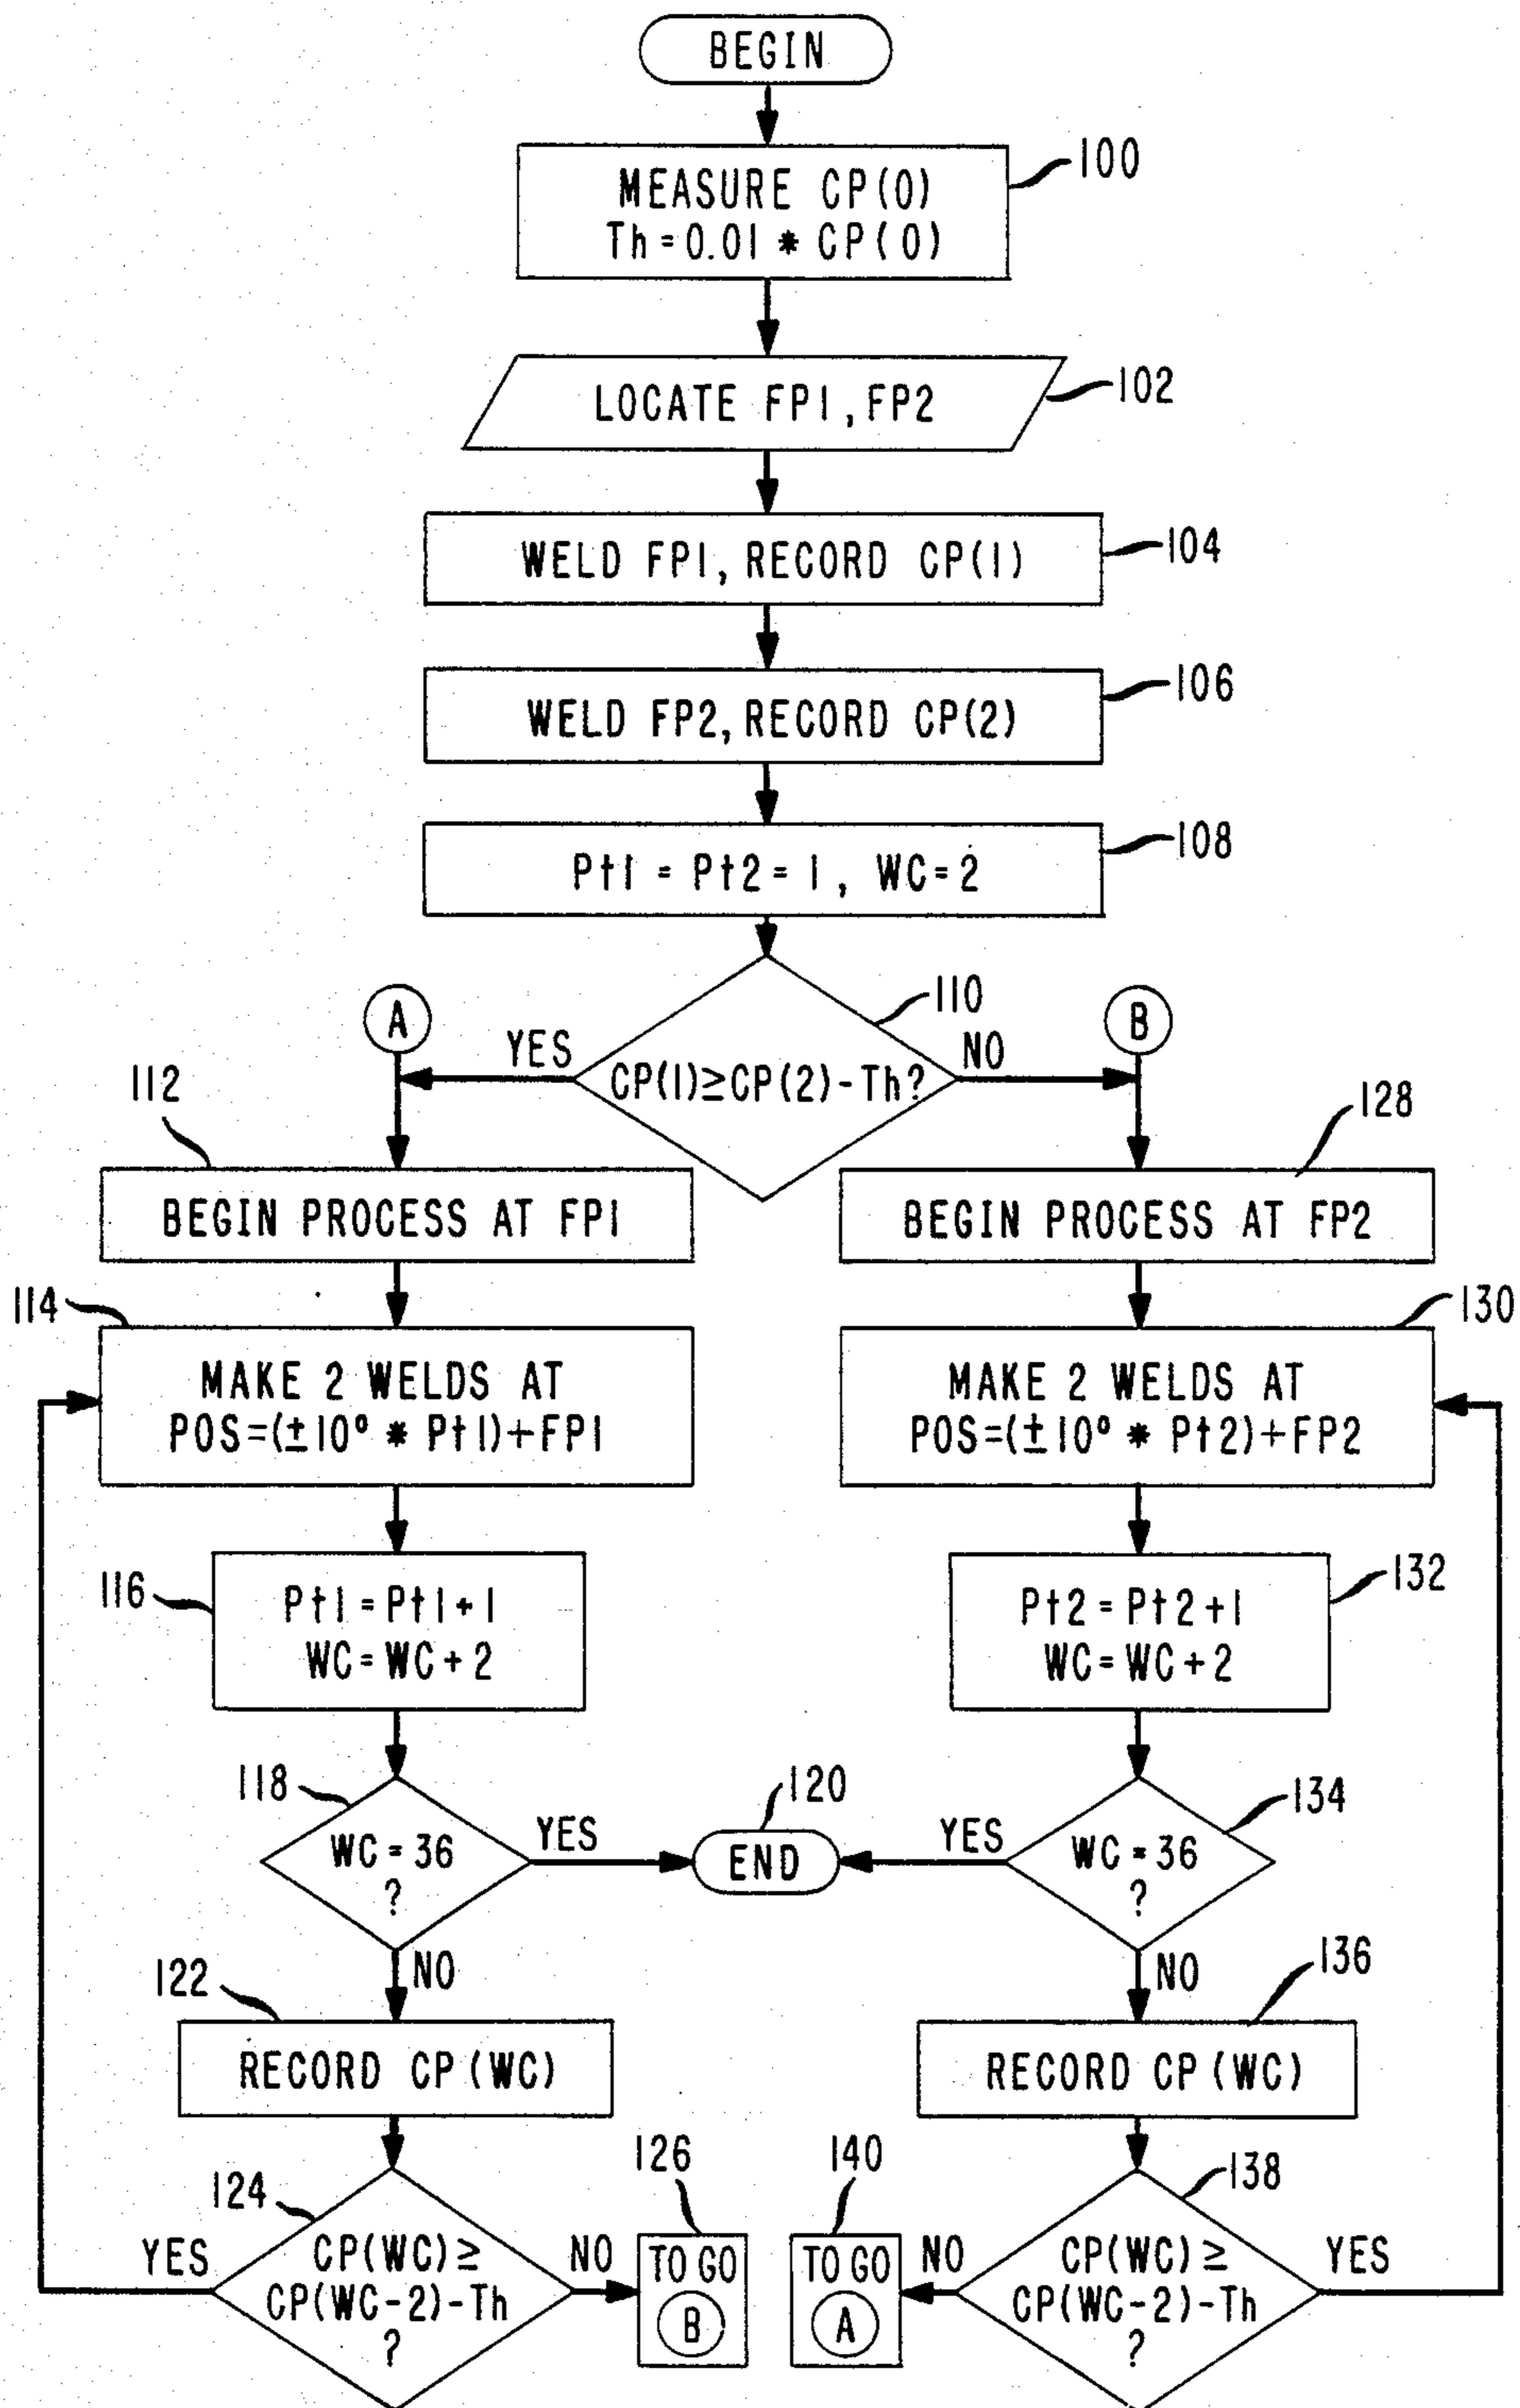 BEGIN
100
MEASURE CP(0)
Th=0.01 * CP(0)
102
LOCATE FP1, FP2
104
WELD FP1, RECORD CP(1)
106
WELD FP2, RECORD CP(2)
108
Pt1 = Pt2 = 1, WC=2
110
A
B
YES
NO
CP(1)≥CP(2)-Th?
112
128
BEGIN PROCESS AT FP1
BEGIN PROCESS AT FP2
114
130
MAKE 2 WELDS AT
POS=(±10° * Pt1)+FP1
MAKE 2 WELDS AT
POS=(±10° * Pt2)+FP2
116
132
Pt1 = Pt1+1
WC=WC+2
Pt2 = Pt2+1
WC=WC+2
118
120
134
WC=36
?
YES
END
YES
WC=36
?
NO
NO
122
136
RECORD CP(WC)
RECORD CP(WC)
124
126
140
138
YES
CP(WC)≥
CP(WC-2)-Th
?
NO
TO GO
B
TO GO
A
NO
CP(WC)≥
CP(WC-2)-Th
?
YES